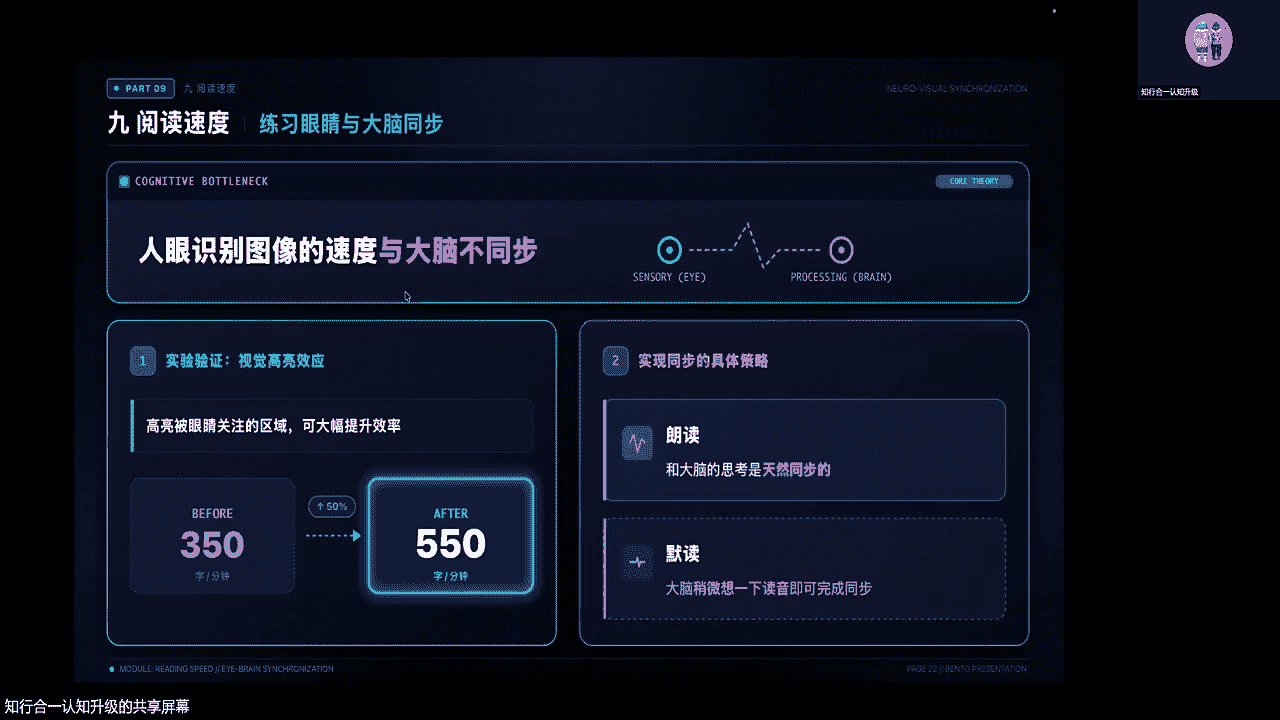 PART 09
九 阅读速度
NEURO-VISUAL SYNCHRONIZATION
九 阅读速度
练习眼睛与大脑同步
COGNITIVE BOTTLENECK
CORE THEORY
人眼识别图像的速度与大脑不同步
SENSORY (EYE)
PROCESSING (BRAIN)
1
实验验证：视觉高亮效应
高亮被眼睛关注的区域，可大幅提升效率
BEFORE
350
字 / 分钟
↑ 50%
AFTER
550
字 / 分钟
2
实现同步的具体策略
朗读
和大脑的思考是天然同步的
默读
大脑稍微想一下读音即可完成同步
MODULE: READING SPEED // EYE-BRAIN SYNCHRONIZATION
PAGE 22 // BENTO PRESENTATION
知行合一认知升级
知行合一认知升级的共享屏幕